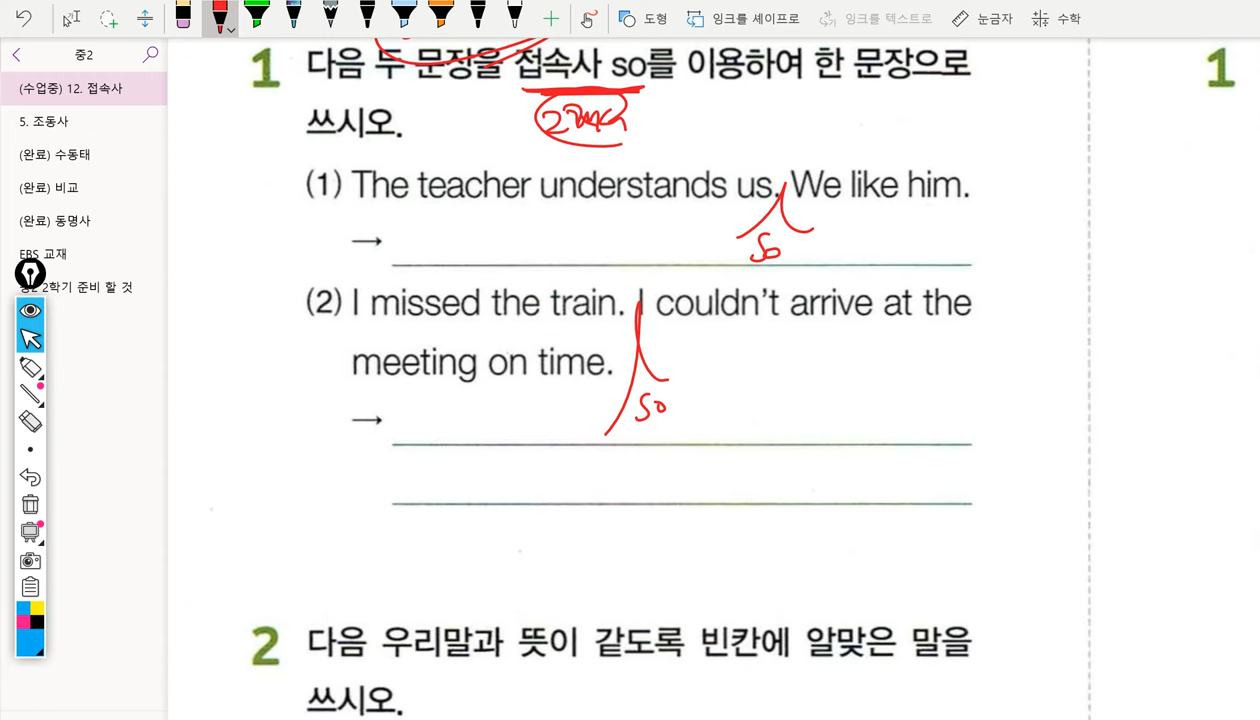 도형
잉크를 셰이프로
잉크를 텍스트로
눈금자
수학
중2
(수업중) 12. 접속사
5. 조동사
(완료) 수동태
(완료) 비교
(완료) 동명사
EBS 교재
2학기 준비 할 것
1 다음 두 문장을 접속사 so를 이용하여 한 문장으로
쓰시오.
(1) The teacher understands us. We like him.
so
→
(2) I missed the train. I couldn't arrive at the
meeting on time.
so
→
2 다음 우리말과 뜻이 같도록 빈칸에 알맞은 말을
쓰시오.
1